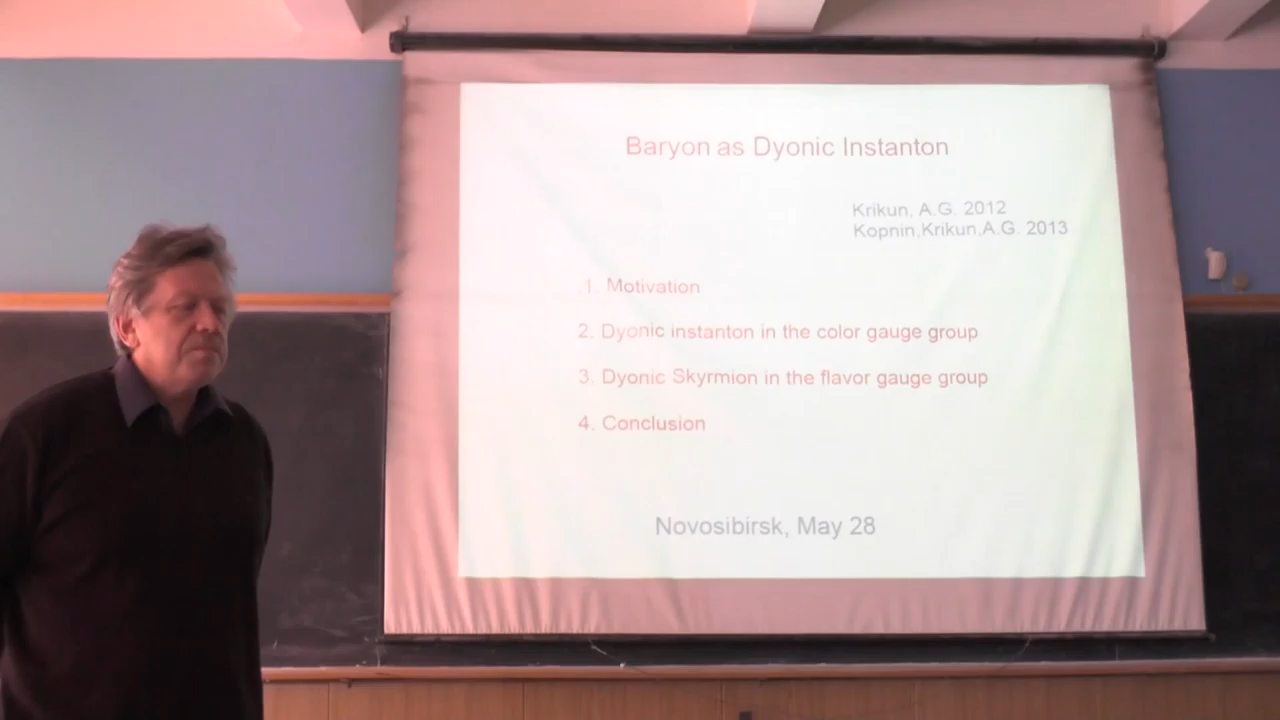 Baryon as Dyonic Instanton
Krikun, A.G. 2012
Kopnin,Krikun,A.G. 2013
1. Motivation
2. Dyonic instanton in the color gauge group
3. Dyonic Skyrmion in the flavor gauge group
4. Conclusion
Novosibirsk, May 28